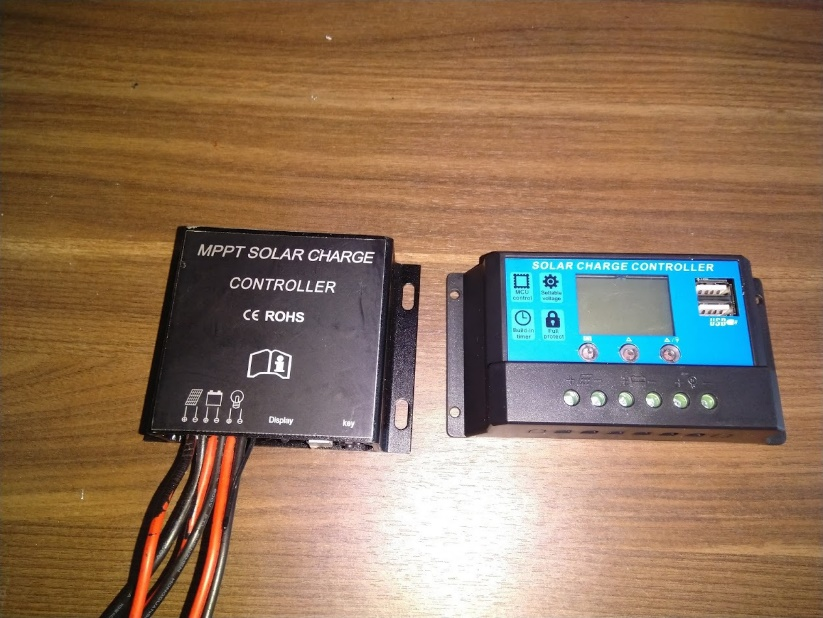 MPPT SOLAR CHARGE
CONTROLLER
CE ROHS
Display
key
SOLAR CHARGE CONTROLLER
MCU
control
Reliable
voltage
Build-in
timer
Full
protect
USB